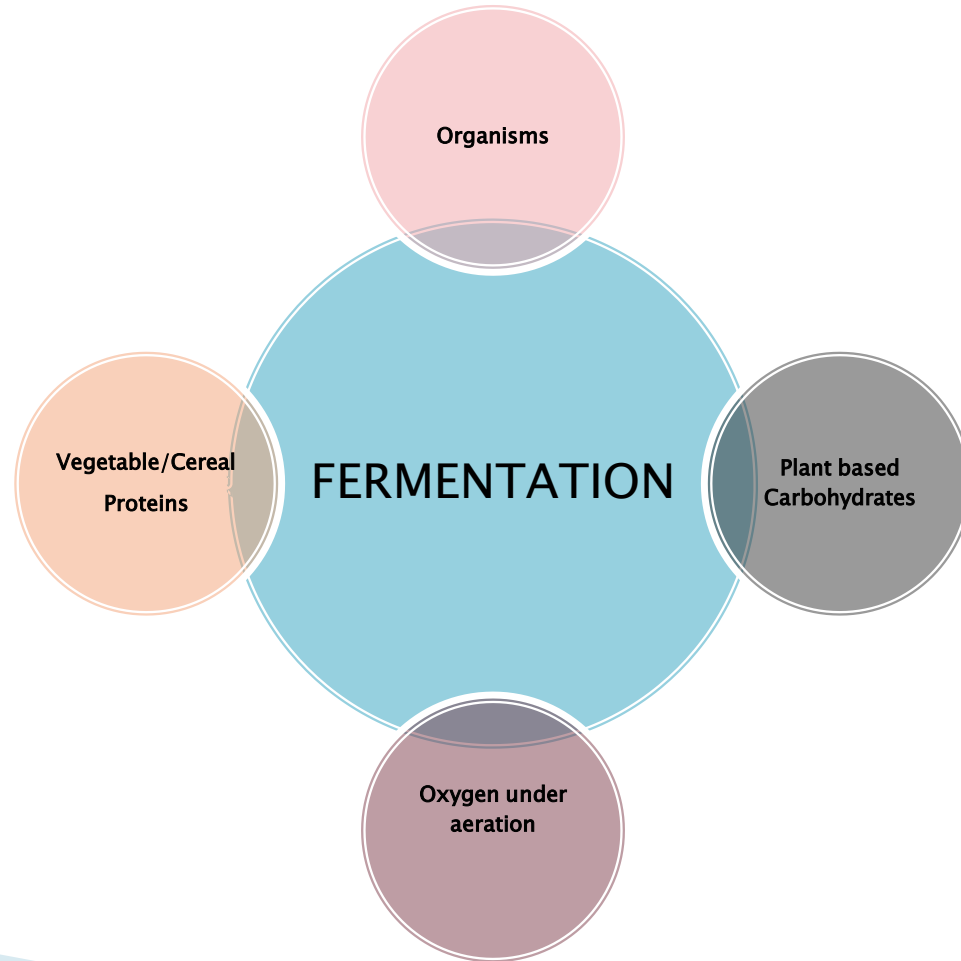 Organisms
Vegetable/Cereal
Proteins
FERMENTATION
Plant based
Carbohydrates
Oxygen under
aeration